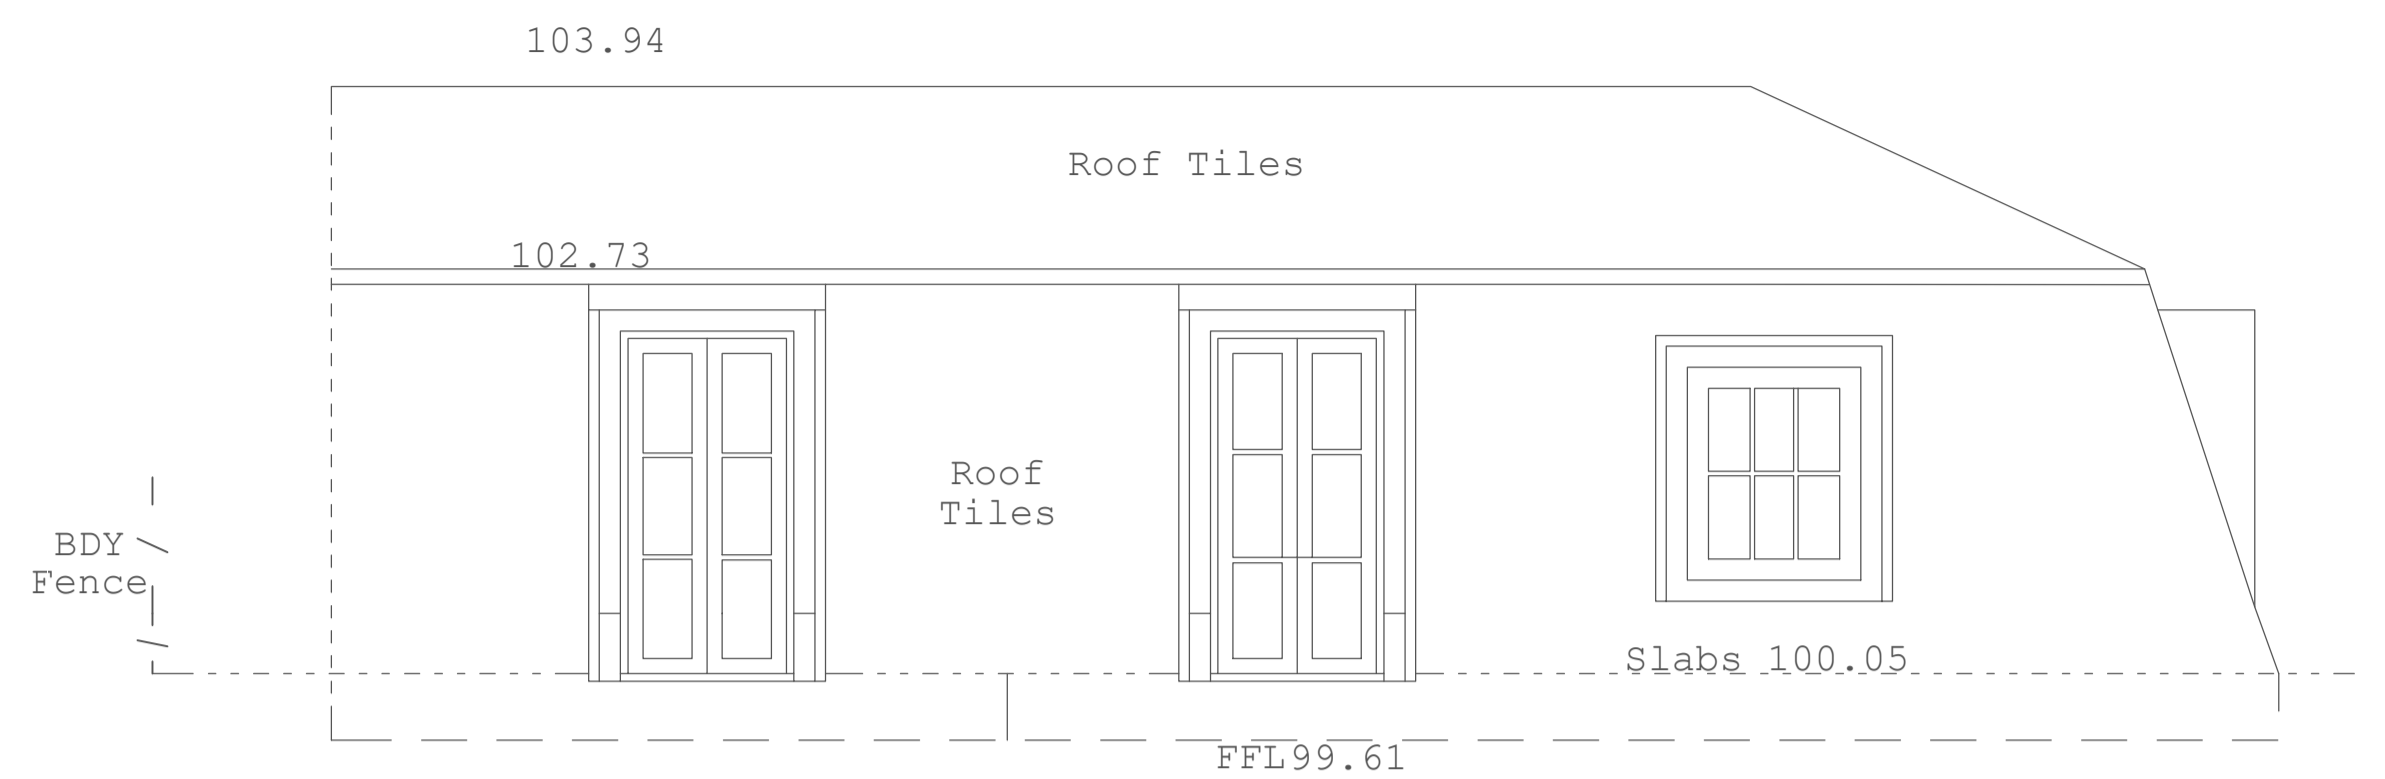 103.94
Roof Tiles
102.73
Roof
Tiles
BDY
Fence
Slabs 100.05
FFL99.61